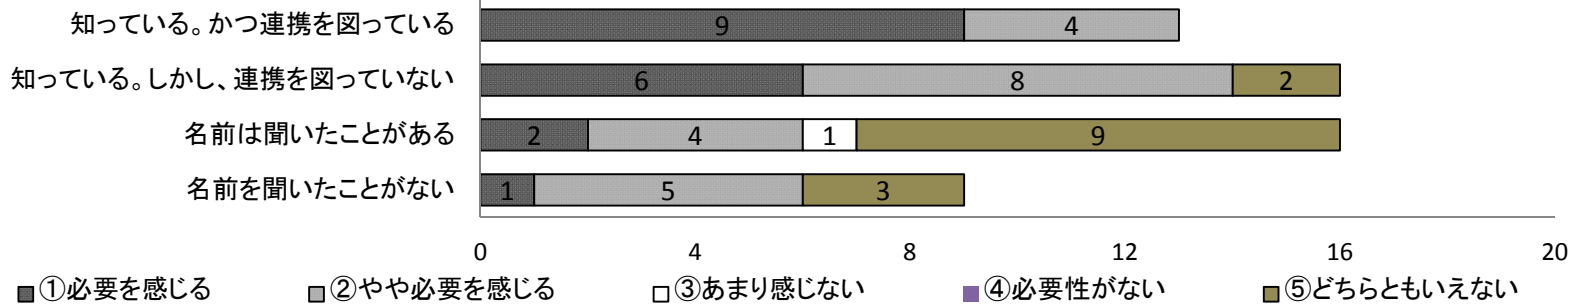 知っている。かつ連携を図っている 9 4
知っている。しかし、連携を図っていない 6 8 2
名前は聞いたことがある 2 4 1 9
名前を聞いたことがない 1 5 3
0 4 8 12 16 20
①必要を感じる ②やや必要を感じる ③あまり感じない ④必要性がない ⑤どちらともいえない